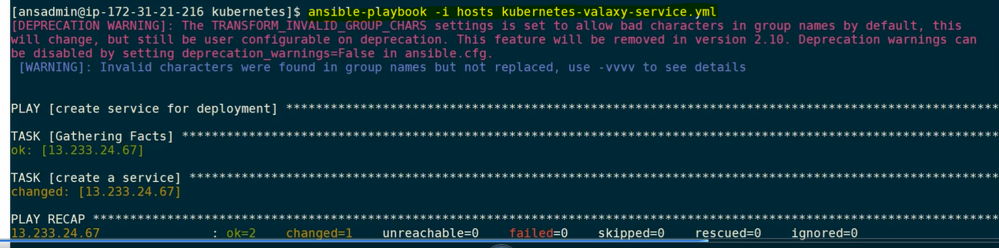 [ansadmin@ip-172-31-21-216 kubernetes]$ ansible-playbook -i hosts kubernetes-valaxy-service.yml
[DEPRECATION WARNING]: The TRANSFORM_INVALID_GROUP_CHARS settings is set to allow bad characters in group names by default, this
will change, but still be user configurable on deprecation. This feature will be removed in version 2.10. Deprecation warnings can
be disabled by setting deprecation_warnings=False in ansible.cfg.
[WARNING]: Invalid characters were found in group names but not replaced, use -vvvv to see details
PLAY [create service for deployment] ************************************************************************************************
TASK [Gathering Facts] **************************************************************************************************************
ok: [13.233.24.67]
TASK [create a service] *************************************************************************************************************
changed: [13.233.24.67]
PLAY RECAP **************************************************************************************************************************
13.233.24.67 : ok=2 changed=1 unreachable=0 failed=0 skipped=0 rescued=0 ignored=0